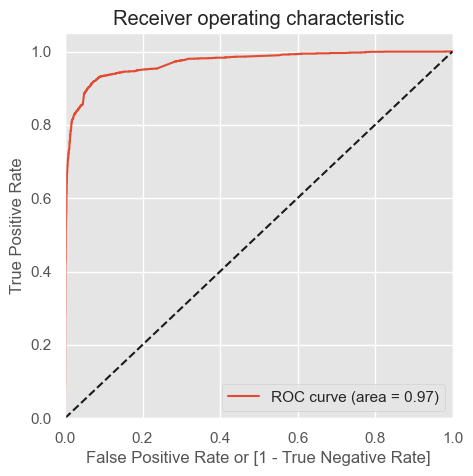 Receiver operating characteristic
1.0
0.8
0.6
0.4
0.2
0.0
True Positive Rate
ROC curve (area = 0.97)
0.0 0.2 0.4 0.6 0.8 1.0
False Positive Rate or [1 - True Negative Rate]